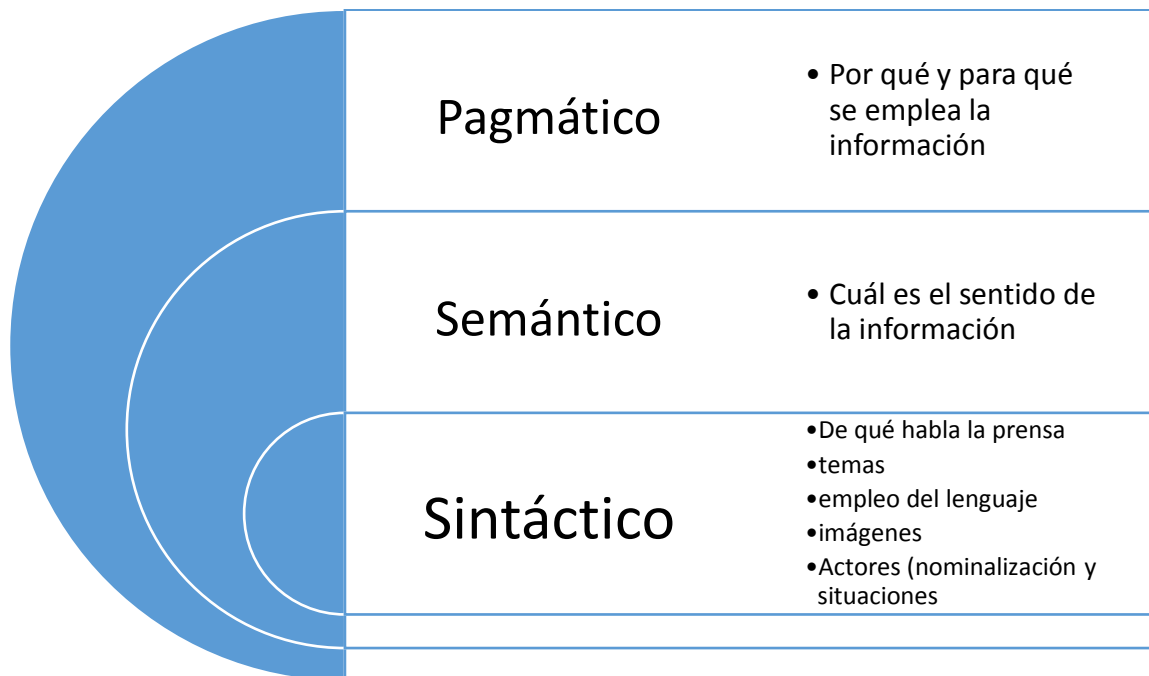 Pagmático
• Por qué y para qué
se emplea la
información
Semántico
• Cuál es el sentido de
la información
Sintáctico
•De qué habla la prensa
•temas
•empleo del lenguaje
•imágenes
•Actores (nominalización y
situaciones